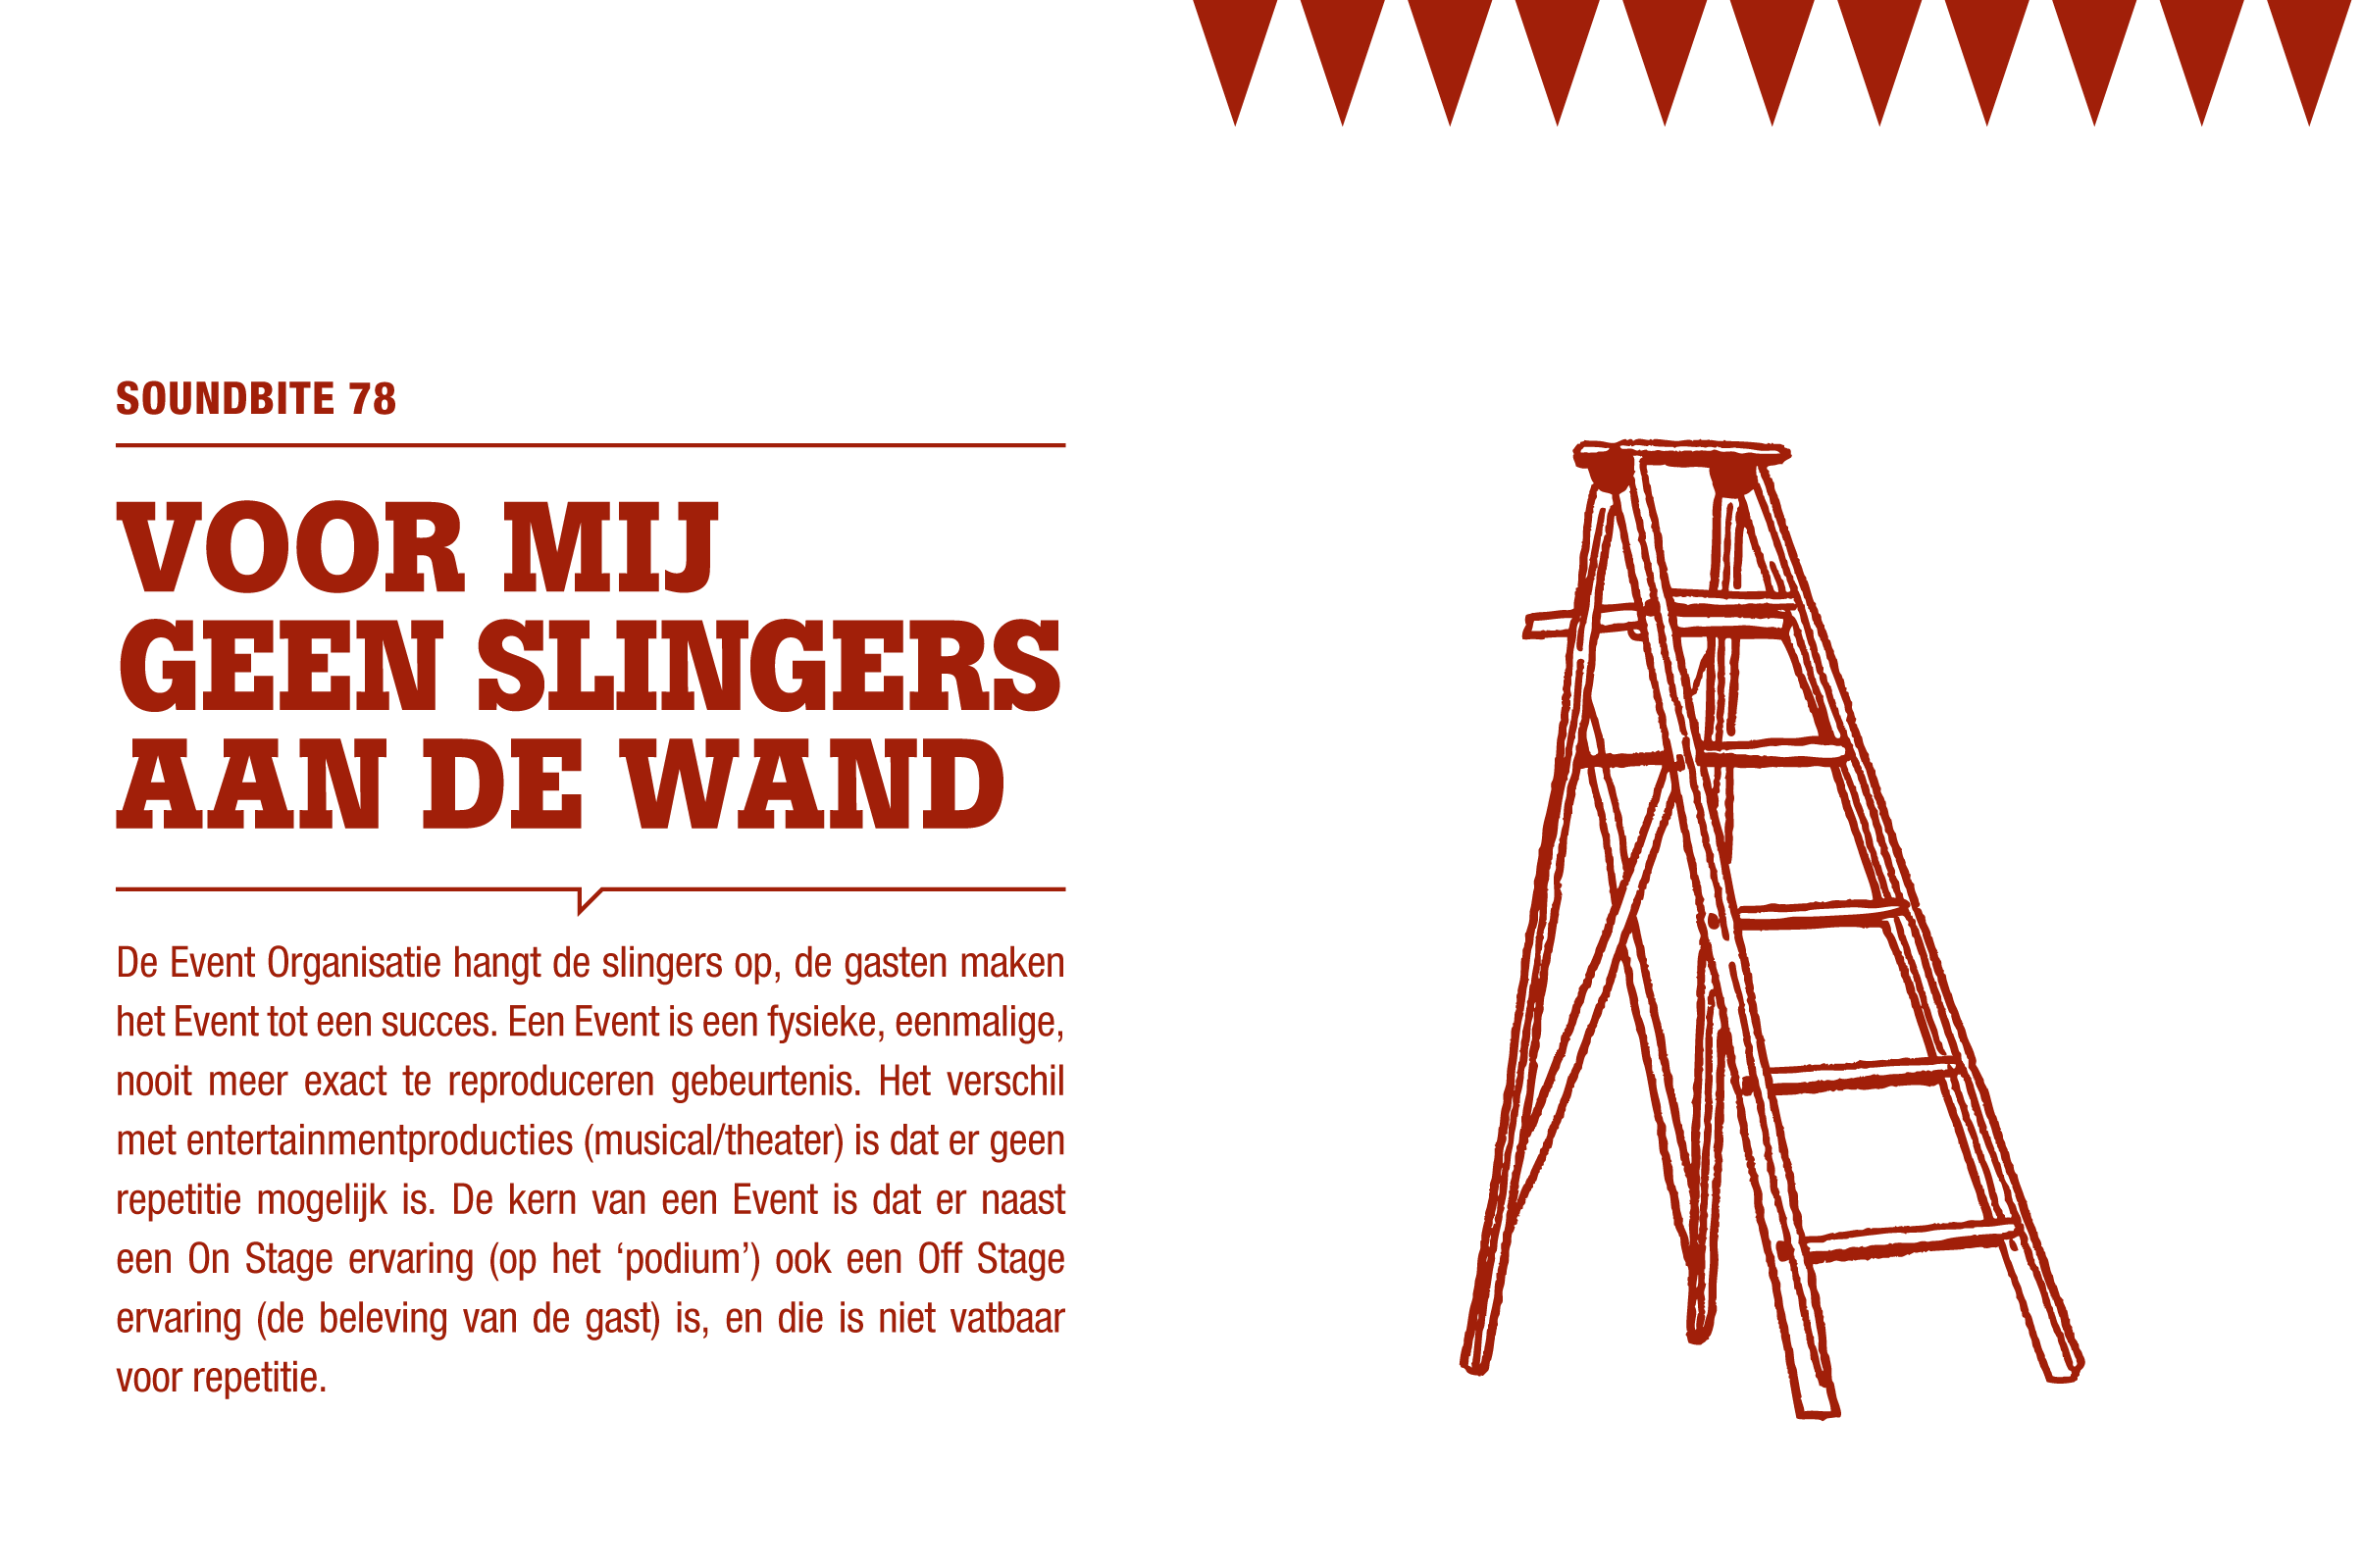 SOUNDBITE 78
VOOR MIJ
GEEN SLINGERS
AAN DE WAND
De Event Organisatie hangt de slingers op, de gasten maken
het Event tot een succes. Een Event is een fysieke, eenmalige,
nooit meer exact te reproduceren gebeurtenis. Het verschil
met entertainmentproducties (musical/theater) is dat er geen
repetitie mogelijk is. De kern van een Event is dat er naast
een On Stage ervaring (op het ‘podium’) ook een Off Stage
ervaring (de beleving van de gast) is, en die is niet vatbaar
voor repetitie.